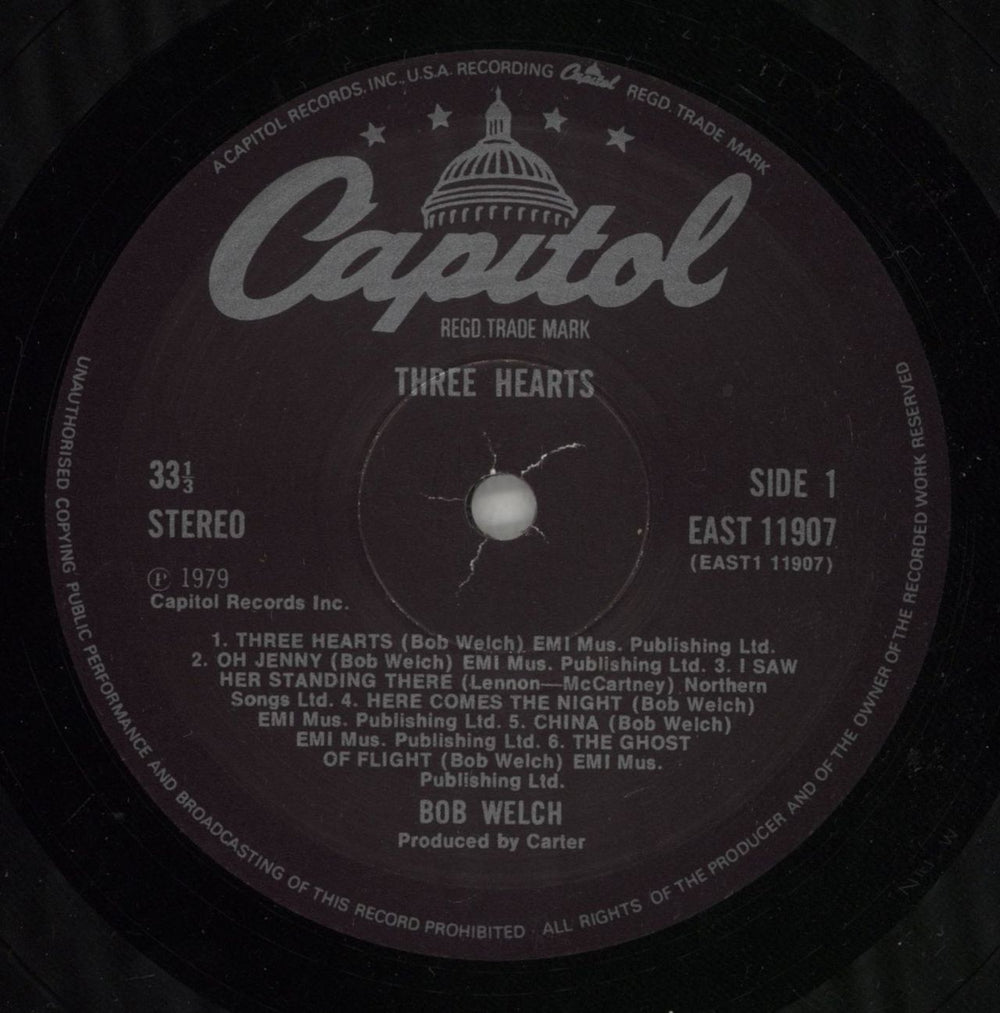 A CAPITOL RECORDS, INC., U.S.A. RECORDING Capitol REGD. TRADE MARK
Capitol
REGD. TRADE MARK
THREE HEARTS
33⅓
STEREO
SIDE 1
EAST 11907
(EAST1 11907)
Ⓟ 1979
Capitol Records Inc.
1. THREE HEARTS (Bob Welch) EMI Mus. Publishing Ltd.
2. OH JENNY (Bob Welch) EMI Mus. Publishing Ltd. 3. I SAW
HER STANDING THERE (Lennon—McCartney) Northern
Songs Ltd. 4. HERE COMES THE NIGHT (Bob Welch)
EMI Mus. Publishing Ltd. 5. CHINA (Bob Welch)
EMI Mus. Publishing Ltd. 6. THE GHOST
OF FLIGHT (Bob Welch) EMI Mus.
Publishing Ltd.
BOB WELCH
Produced by Carter
UNAUTHORISED COPYING PUBLIC PERFORMANCE AND BROADCASTING OF THIS RECORD PROHIBITED · ALL RIGHTS OF THE PRODUCER AND OF THE OWNER OF THE RECORDED WORK RESERVED